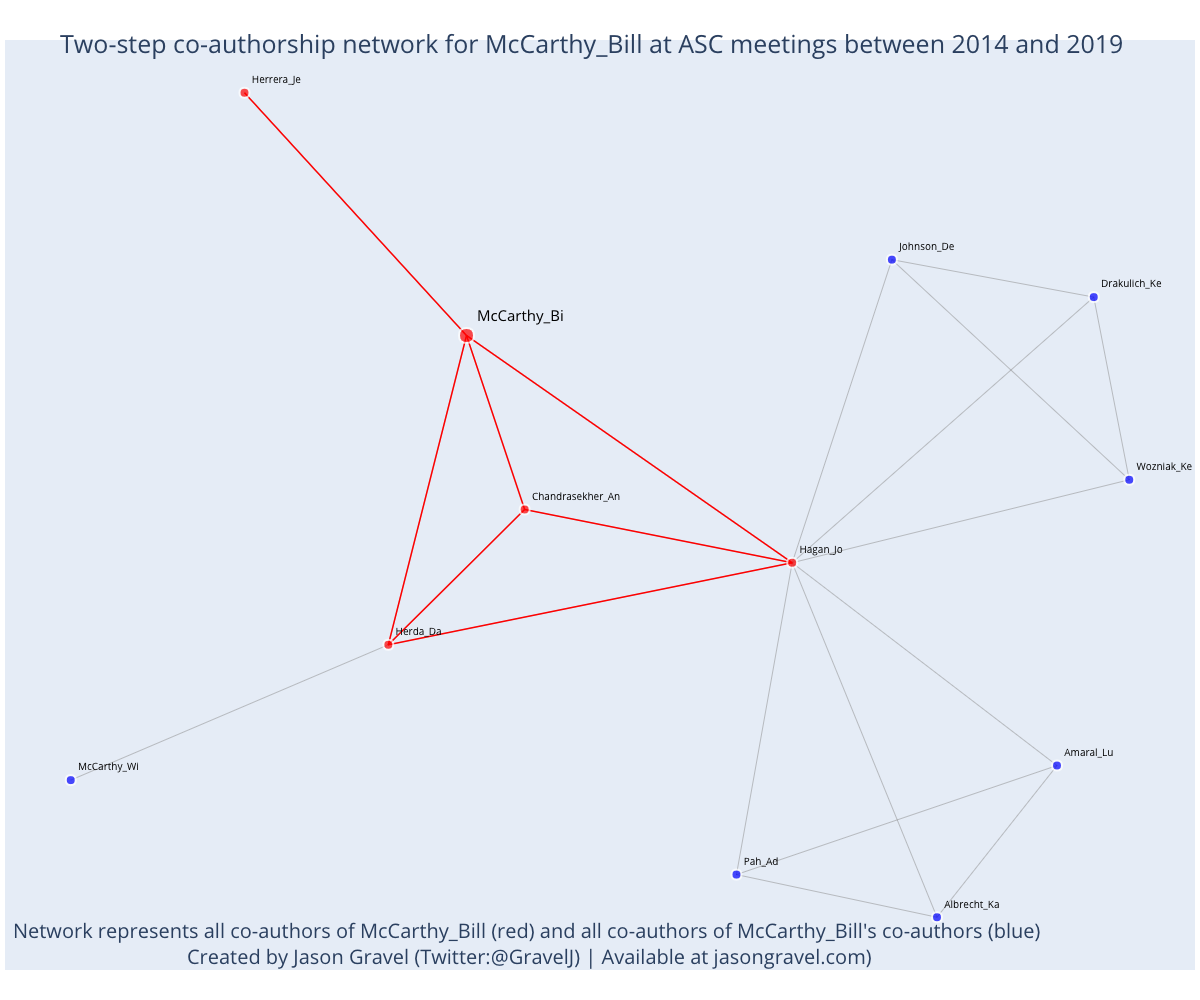 Two-step co-authorship network for McCarthy_Bill at ASC meetings between 2014 and 2019
Herrera_Je
Johnson_De
Drakulich_Ke
McCarthy_Bi
Wozniak_Ke
Chandrasekher_An
Hagan_Jo
Herda_Da
Amaral_Lu
McCarthy_Wi
Pah_Ad
Albrecht_Ka
Network represents all co-authors of McCarthy_Bill (red) and all co-authors of McCarthy_Bill's co-authors (blue)
Created by Jason Gravel (Twitter:@GravelJ) | Available at jasongravel.com)